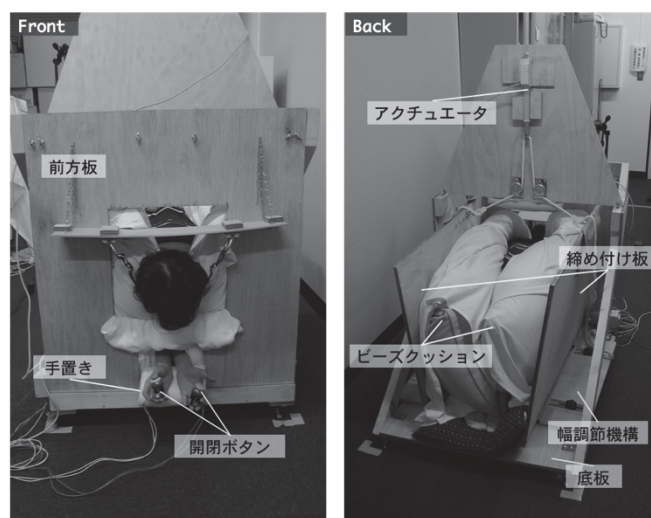 Front
前方板
手置き
開閉ボタン
Back
アクチュエータ
締め付け板
ビーズクッション
幅調節機構
底板